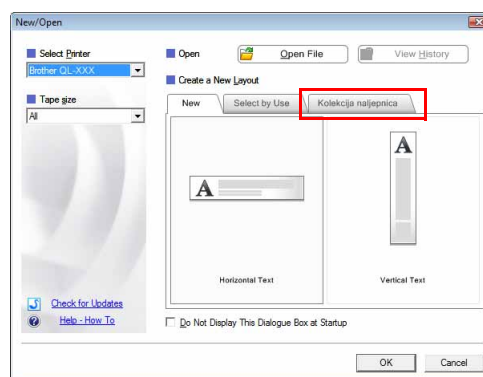 New/Open
Select Printer
Brother QL-XXX
Tape size
All
Check for Updates
Help - How To
Open
Open File
View History
Create a New Layout
New
Select by Use
Kolekcija naljepnica
A
Horizontal Text
A
Vertical Text
Do Not Display This Dialogue Box at Startup
OK
Cancel